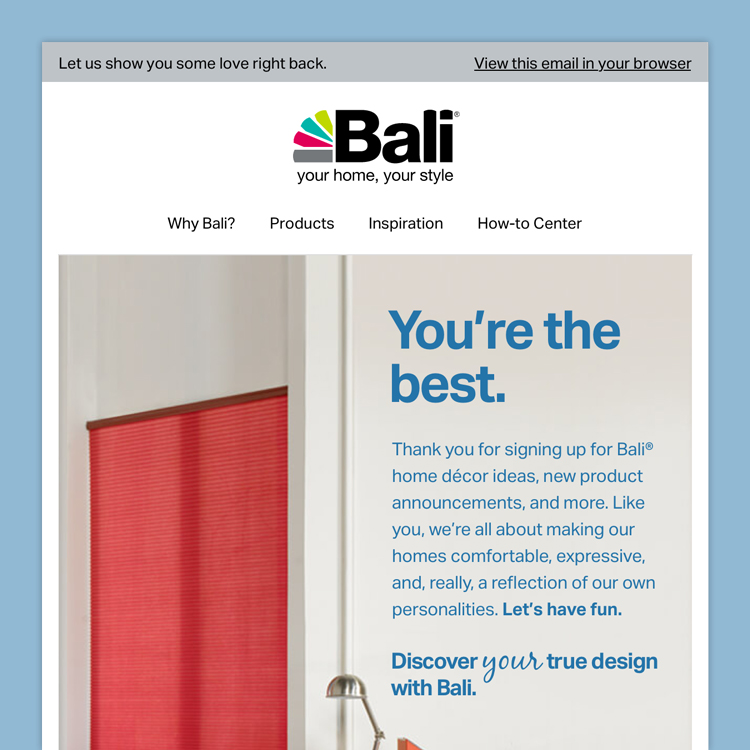 Let us show you some love right back.
View this email in your browser
Bali®
your home, your style
Why Bali? Products Inspiration How-to Center
You’re the
best.
Thank you for signing up for Bali®
home décor ideas, new product
announcements, and more. Like
you, we’re all about making our
homes comfortable, expressive,
and, really, a reflection of our own
personalities. Let’s have fun.
Discover your true design
with Bali.